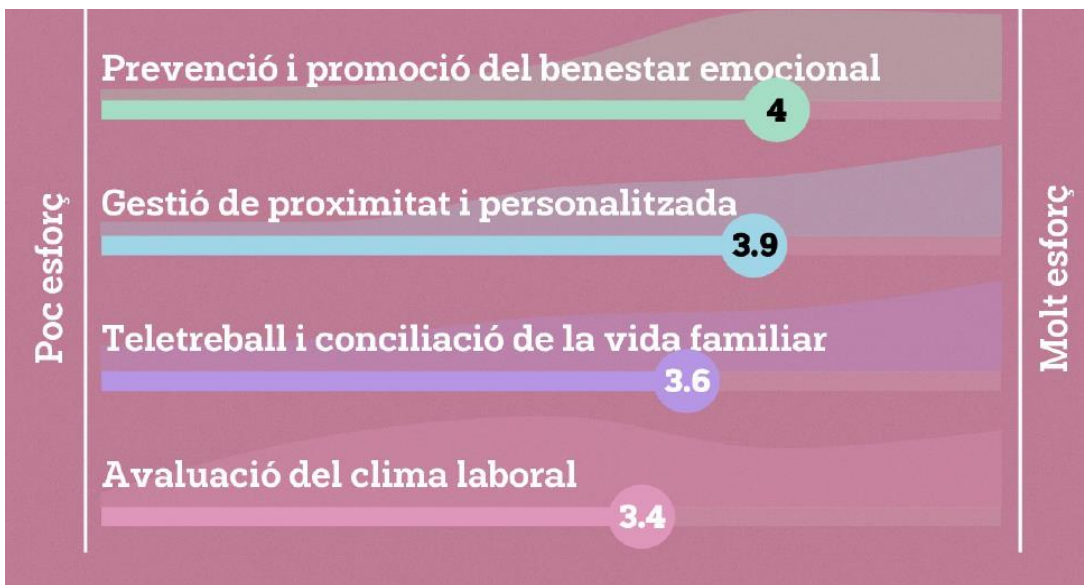 Prevenció i promoció del benestar emocional
4
Gestió de proximitat i personalitzada
3.9
Teletreball i conciliació de la vida familiar
3.6
Avaluació del clima laboral
3.4
Poc esforç
Molt esforç